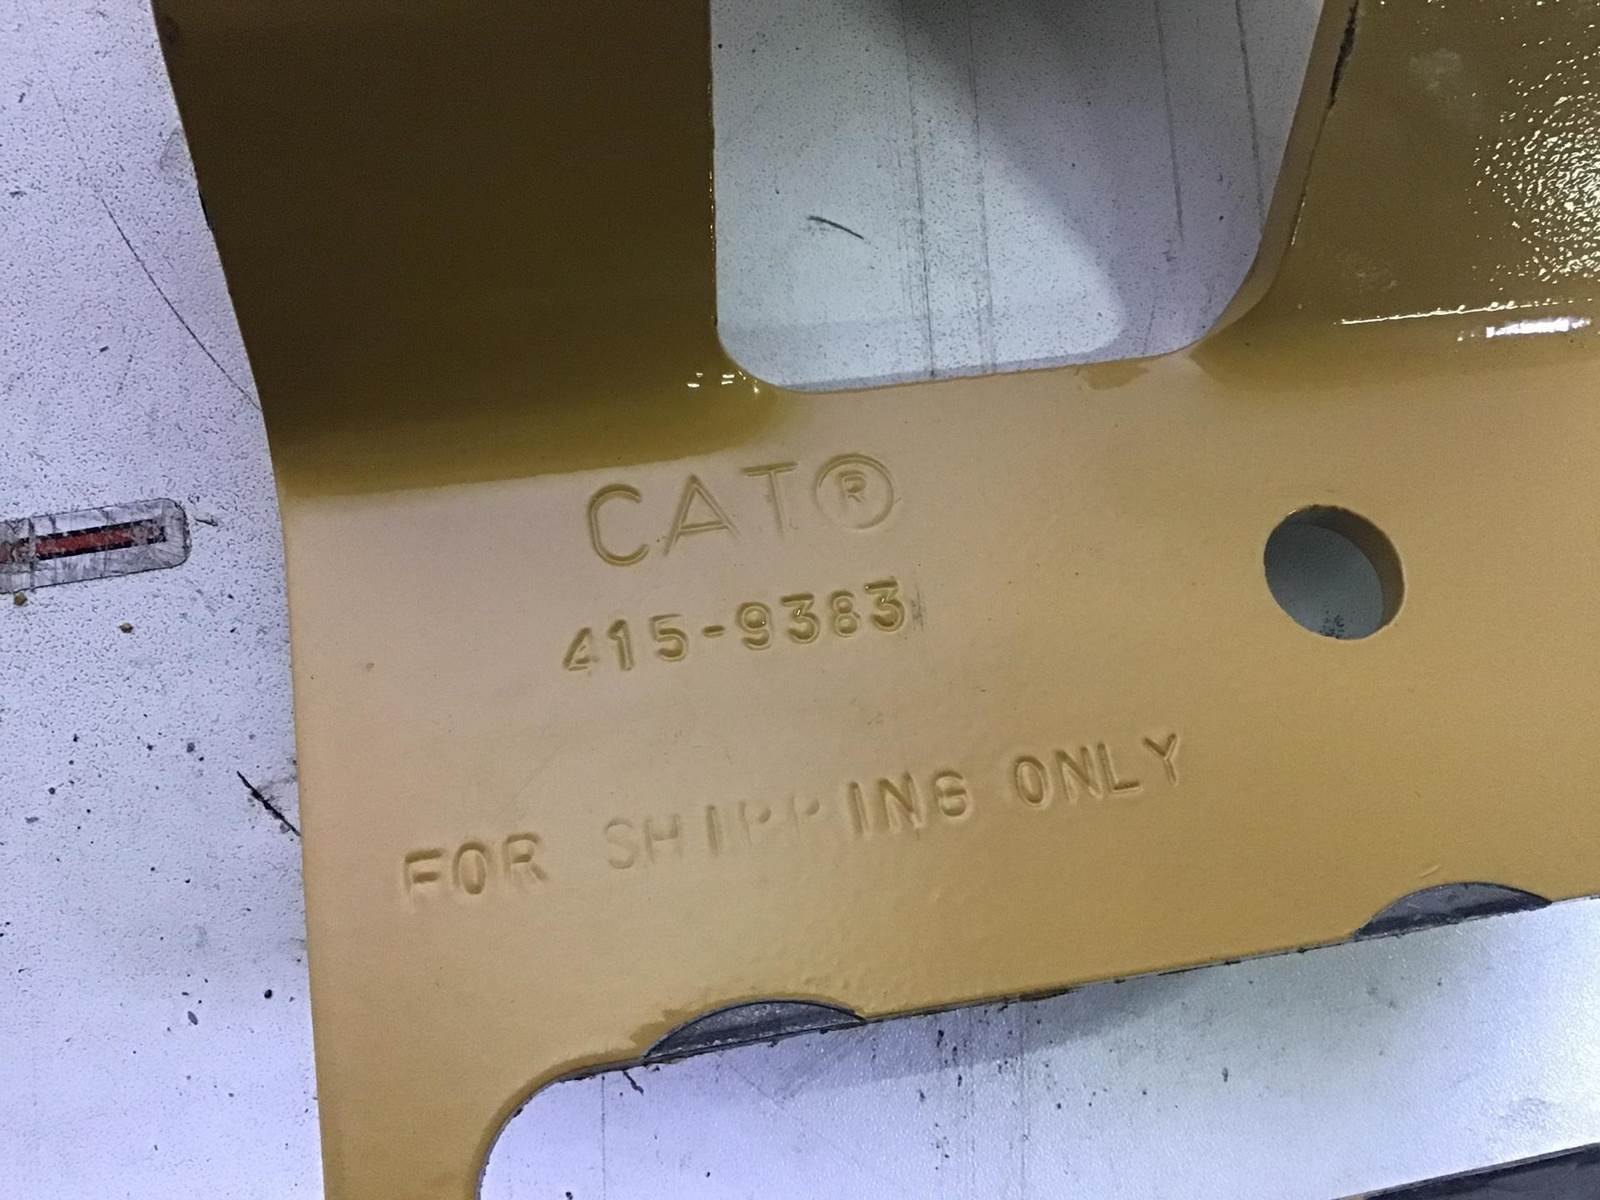 CAT®
415-9383
FOR SHIPPING ONLY